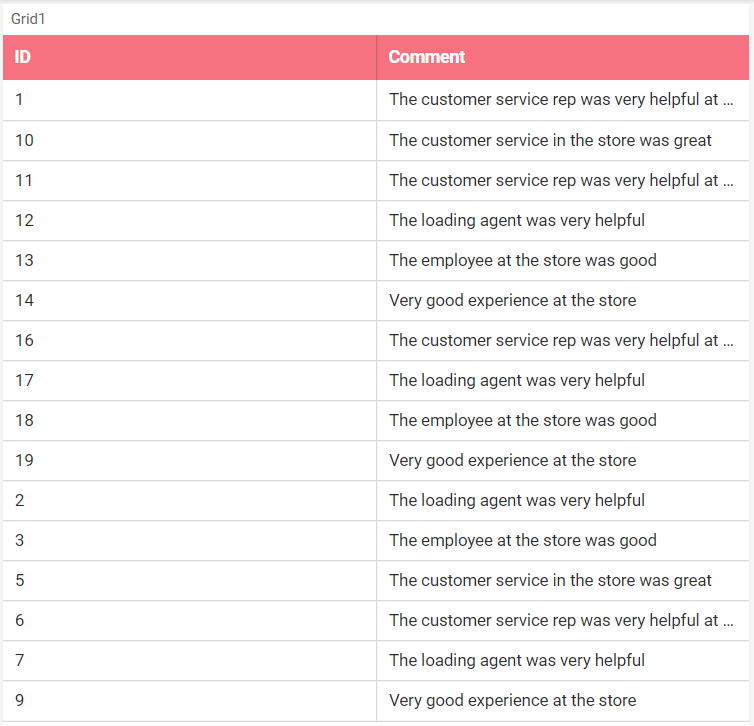 Grid1
ID Comment
1 The customer service rep was very helpful at ...
10 The customer service in the store was great
11 The customer service rep was very helpful at ...
12 The loading agent was very helpful
13 The employee at the store was good
14 Very good experience at the store
16 The customer service rep was very helpful at ...
17 The loading agent was very helpful
18 The employee at the store was good
19 Very good experience at the store
2 The loading agent was very helpful
3 The employee at the store was good
5 The customer service in the store was great
6 The customer service rep was very helpful at ...
7 The loading agent was very helpful
9 Very good experience at the store